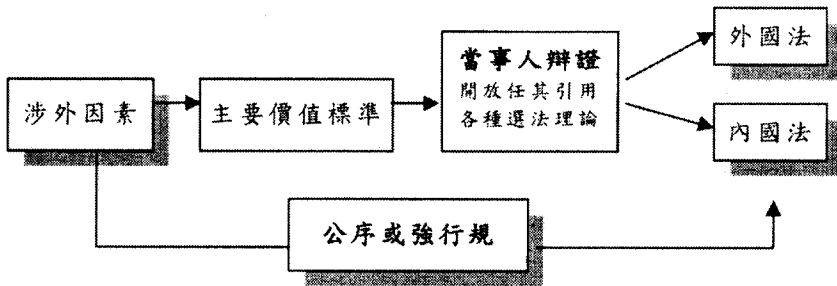 涉外因素
主要價值標準
當事人辯證
開放任其引用
各種選法理論
外國法
內國法
公序或強行規